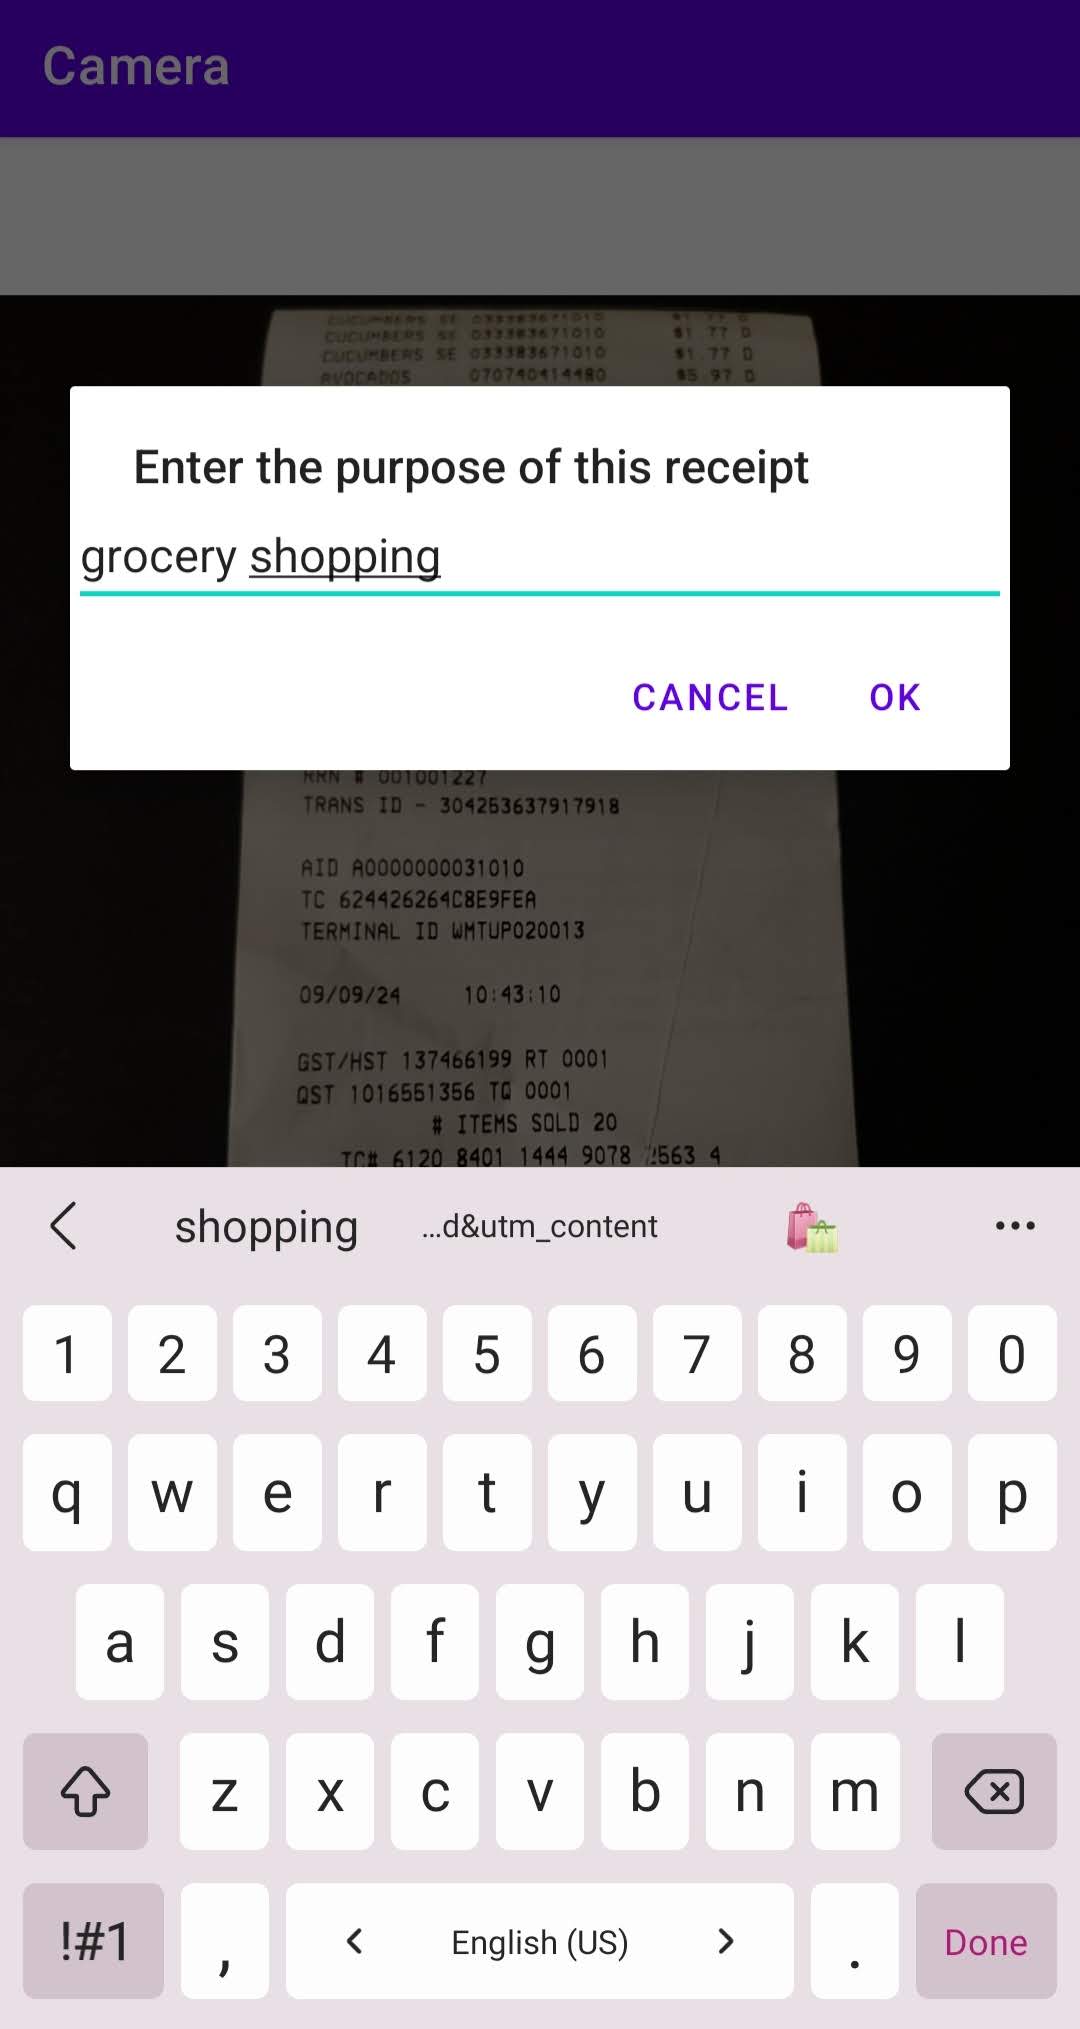 Camera
CUCUMBERS SE 033383671010 $1.77 D
CUCUMBERS SE 033383671010 $1.77 D
CUCUMBERS SE 033383671010 $1.77 D
AVOCADOS 070740414480 $5.97 D
Enter the purpose of this receipt
grocery shopping
CANCEL OK
RRN # 001001227
TRANS ID - 304253637917918
AID A0000000031010
TC 624426264C8E9FEA
TERMINAL ID WMTUP020013
09/09/24 10:43:10
GST/HST 137466199 RT 0001
QST 1016551356 TQ 0001
# ITEMS SOLD 20
TC# 6120 8401 1444 9078 2563 4
shopping …d&utm_content
1 2 3 4 5 6 7 8 9 0
q w e r t y u i o p
a s d f g h j k l
z x c v b n m
!#1 , < English (US) > . Done